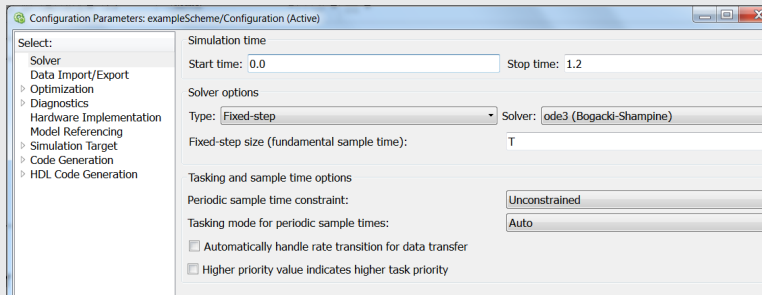 Configuration Parameters: exampleScheme/Configuration (Active)
Select:
Solver
Data Import/Export
Optimization
Diagnostics
Hardware Implementation
Model Referencing
Simulation Target
Code Generation
HDL Code Generation
Simulation time
Start time: 0.0 Stop time: 1.2
Solver options
Type: Fixed-step Solver: ode3 (Bogacki-Shampine)
Fixed-step size (fundamental sample time): T
Tasking and sample time options
Periodic sample time constraint: Unconstrained
Tasking mode for periodic sample times: Auto
Automatically handle rate transition for data transfer
Higher priority value indicates higher task priority